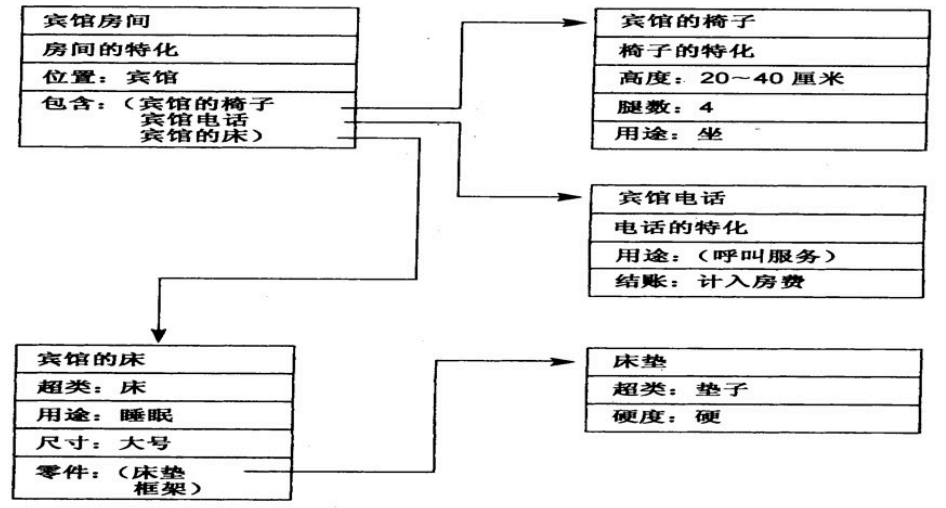 宾馆房间
房间的特化
位置：宾馆
包含：（宾馆的椅子
宾馆电话
宾馆的床）
宾馆的椅子
椅子的特化
高度：20～40 厘米
腿数：4
用途：坐
宾馆电话
电话的特化
用途：（呼叫服务）
结账：计入房费
宾馆的床
超类：床
用途：睡眠
尺寸：大号
零件：（床垫
框架）
床垫
超类：垫子
硬度：硬